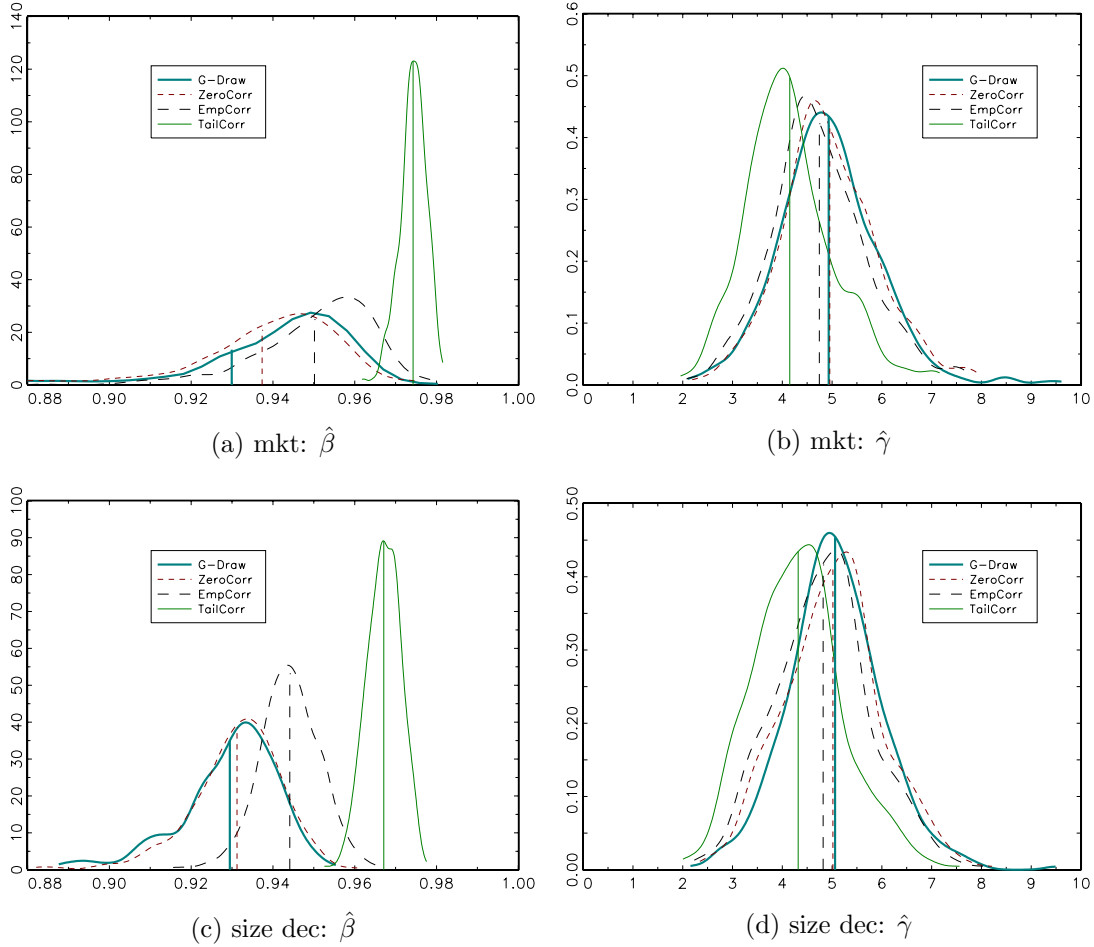 140
120
100
80
60
40
20
0
G-Draw
ZeroCorr
EmpCorr
TailCorr
0.88 0.90 0.92 0.94 0.96 0.98 1.00
(a) mkt: β̂
0.6
0.5
0.4
0.3
0.2
0.1
0.0
G-Draw
ZeroCorr
EmpCorr
TailCorr
0 1 2 3 4 5 6 7 8 9 10
(b) mkt: γ̂
100
90
80
70
60
50
40
30
20
10
0
G-Draw
ZeroCorr
EmpCorr
TailCorr
0.88 0.90 0.92 0.94 0.96 0.98 1.00
(c) size dec: β̂
0.50
0.40
0.30
0.20
0.10
0.00
G-Draw
ZeroCorr
EmpCorr
TailCorr
0 1 2 3 4 5 6 7 8 9 10
(d) size dec: γ̂